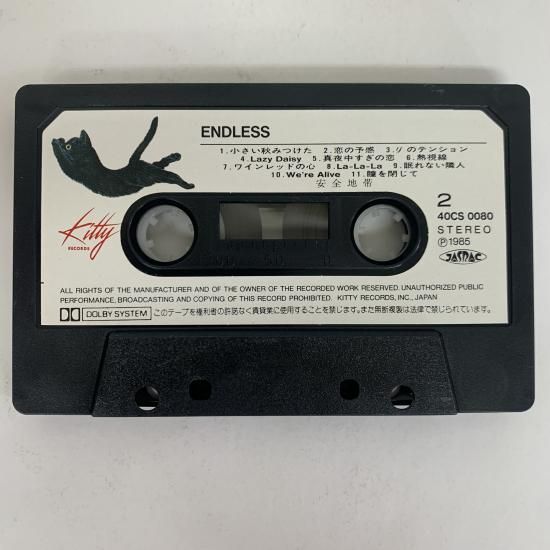 ENDLESS
1.小さい秋みつけた 2.恋の予感 3.♪のテンション
4.Lazy Daisy 5.真夜中すぎの恋 6.熱視線
7.ワインレッドの心 8.La-La-La 9.眠れない隣人
10.We're Alive 11.瞳を閉じて
安全地帯
2
40CS 0080
STEREO
Ⓟ1985
JASRAC
Kitty
RECORDS
50 0
ALL RIGHTS OF THE MANUFACTURER AND OF THE OWNER OF THE RECORDED WORK RESERVED. UNAUTHORIZED PUBLIC
PERFORMANCE, BROADCASTING AND COPYING OF THIS RECORD PROHIBITED. KITTY RECORDS, INC., JAPAN
DOLBY SYSTEM このテープを権利者の許諾なく賃貸業に使用することを禁じます。また無断複製は法律で禁じられています。